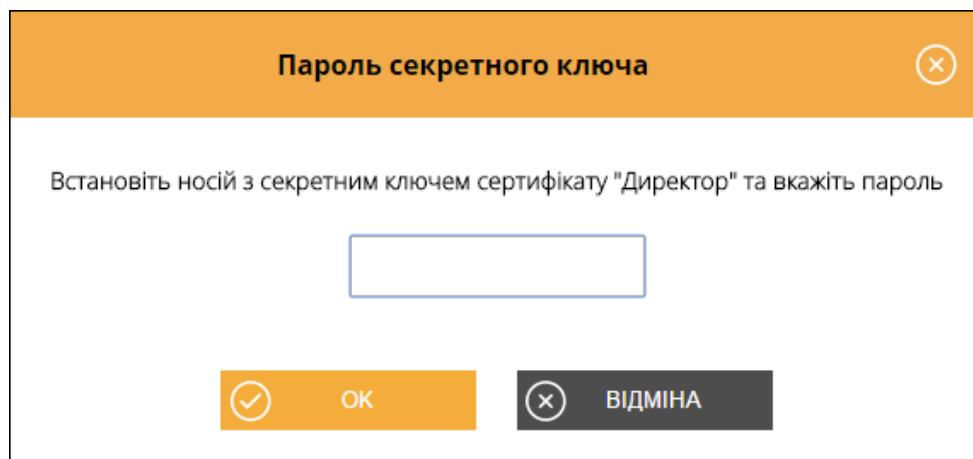 Пароль секретного ключа
Встановіть носій з секретним ключем сертифікату "Директор" та вкажіть пароль
ОК
ВІДМІНА